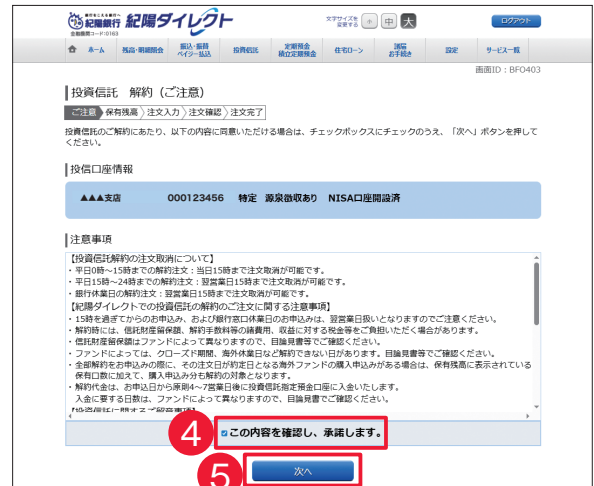 紀陽銀行 紀陽ダイレクト
金融機関コード:0163
文字サイズを変更する 小 中 大
ログアウト
ホーム 残高・明細照会 振込・振替 ペイジー払込 投資信託 定期預金 積立定期預金 住宅ローン 諸届 お手続き 設定 サービス一覧
画面ID：BFO403
投資信託 解約（ご注意）
ご注意 保有残高 注文入力 注文確認 注文完了
投資信託のご解約にあたり、以下の内容に同意いただける場合は、チェックボックスにチェックのうえ、「次へ」ボタンを押して
ください。
投信口座情報
▲▲▲支店 000123456 特定 源泉徴収あり NISA口座開設済
注意事項
【投資信託解約の注文取消について】
・平日0時～15時までの解約注文：当日15時まで注文取消が可能です。
・平日15時～24時までの解約注文：翌営業日15時まで注文取消が可能です。
・銀行休業日の解約注文：翌営業日15時まで注文取消が可能です。
【紀陽ダイレクトでの投資信託の解約のご注文に関する注意事項】
・15時を過ぎてからのお申込み、および銀行窓口休業日のお申込みは、翌営業日扱いとなりますのでご注意ください。
・解約時には、信託財産留保額、解約手数料等の諸費用、収益に対する税金等をご負担いただく場合があります。
・信託財産留保額はファンドによって異なりますので、目論見書でご確認ください。
・ファンドによっては、クローズド期間、海外休業日など解約できない日があります。目論見書等でご確認ください。
・全部解約をお申込みの際に、その注文日が約定日となる海外ファンドの購入申込みがある場合は、保有残高に表示されている
保有口数に加えて、購入申込み分も解約の対象となります。
・解約代金は、お申込日から原則4～7営業日後に投資信託指定預金口座に入金いたします。
入金に要する日数は、ファンドによって異なりますので、目論見書でご確認ください。
【投資信託に関するご留意事項】
4 この内容を確認し、承諾します。
5 次へ